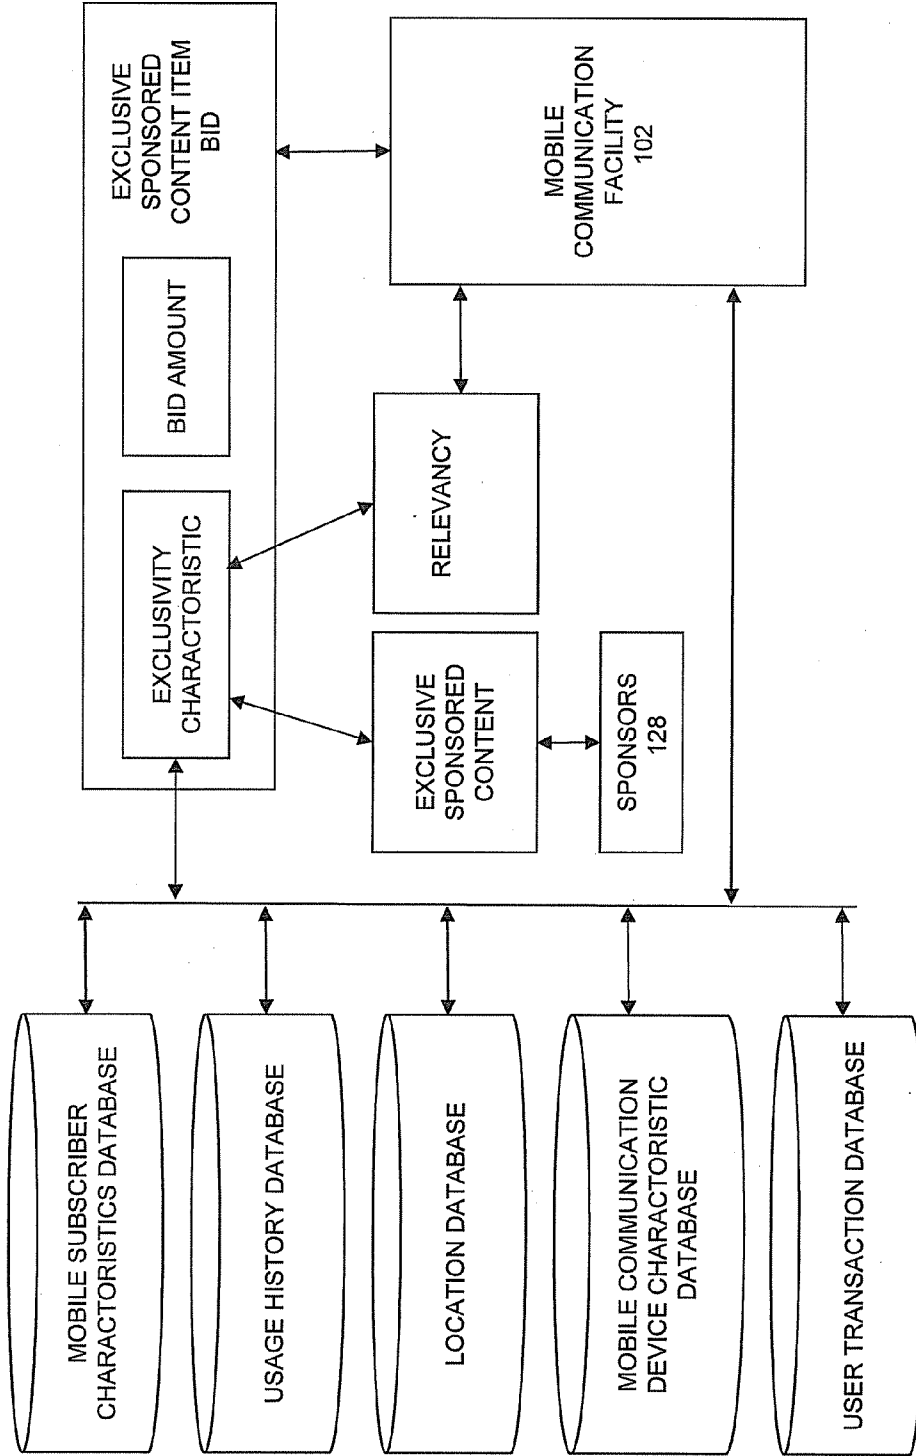 EXCLUSIVE
SPONSORED
CONTENT ITEM
BID
BID AMOUNT
EXCLUSIVITY
CHARACTORISTIC
MOBILE
COMMUNICATION
FACILITY
102
RELEVANCY
EXCLUSIVE
SPONSORED
CONTENT
SPONSORS
128
MOBILE SUBSCRIBER
CHARACTORISTICS DATABASE
USAGE HISTORY DATABASE
LOCATION DATABASE
MOBILE COMMUNICATION
DEVICE CHARACTORISTIC
DATABASE
USER TRANSACTION DATABASE